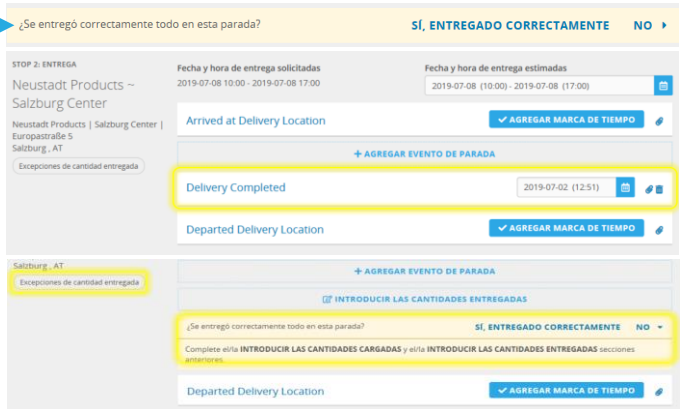 ¿Se entregó correctamente todo en esta parada? SÍ, ENTREGADO CORRECTAMENTE NO
STOP 2: ENTREGA
Neustadt Products ~
Salzburg Center
Neustadt Products | Salzburg Center |
Europastraße 5
Salzburg , AT
Excepciones de cantidad entregada
Fecha y hora de entrega solicitadas
2019-07-08 10:00 - 2019-07-08 17:00
Fecha y hora de entrega estimadas
2019-07-08 (10:00) - 2019-07-08 (17:00)
Arrived at Delivery Location AGREGAR MARCA DE TIEMPO
+ AGREGAR EVENTO DE PARADA
Delivery Completed 2019-07-02 (12:51)
Departed Delivery Location AGREGAR MARCA DE TIEMPO
Salzburg , AT
Excepciones de cantidad entregada
+ AGREGAR EVENTO DE PARADA
INTRODUCIR LAS CANTIDADES ENTREGADAS
¿Se entregó correctamente todo en esta parada? SÍ, ENTREGADO CORRECTAMENTE NO
Complete el/la INTRODUCIR LAS CANTIDADES CARGADAS y el/la INTRODUCIR LAS CANTIDADES ENTREGADAS secciones
anteriores
Departed Delivery Location AGREGAR MARCA DE TIEMPO